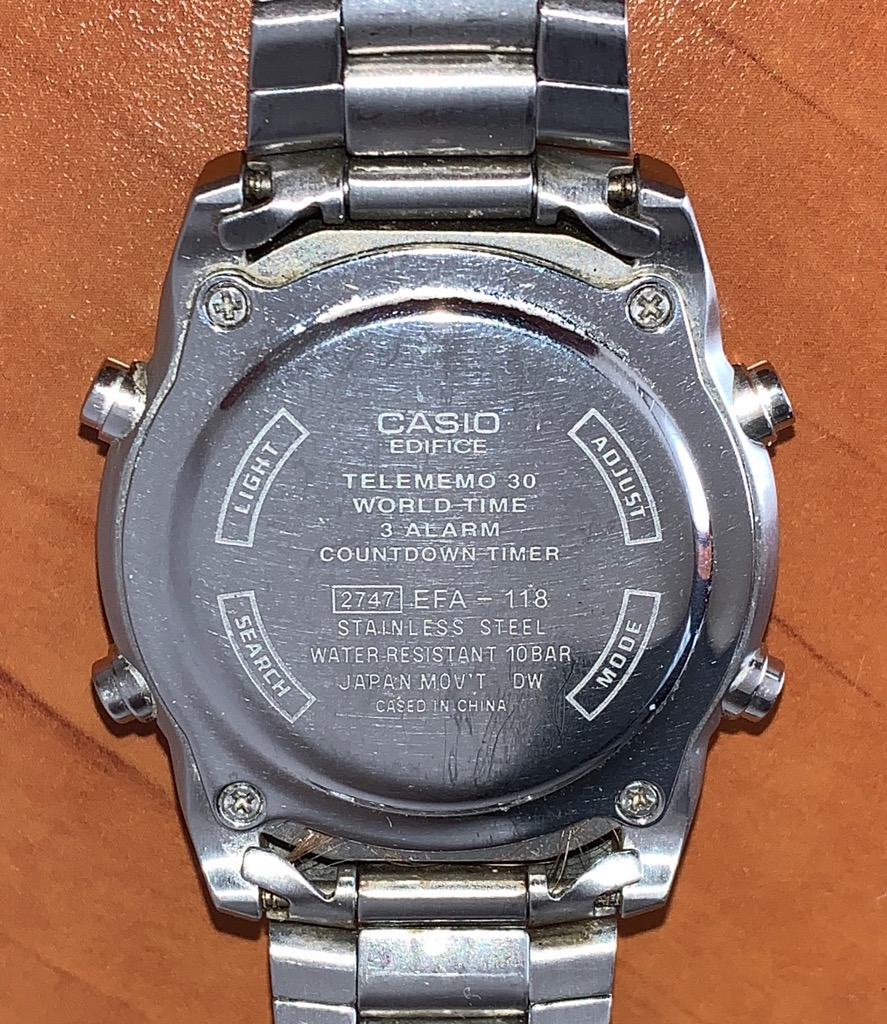 CASIO
EDIFICE
LIGHT
ADJUST
TELEMEMO 30
WORLD TIME
3 ALARM
COUNTDOWN TIMER
2747 EFA - 118
STAINLESS STEEL
WATER RESISTANT 10BAR
JAPAN MOV'T DW
CASED IN CHINA
SEARCH
MODE